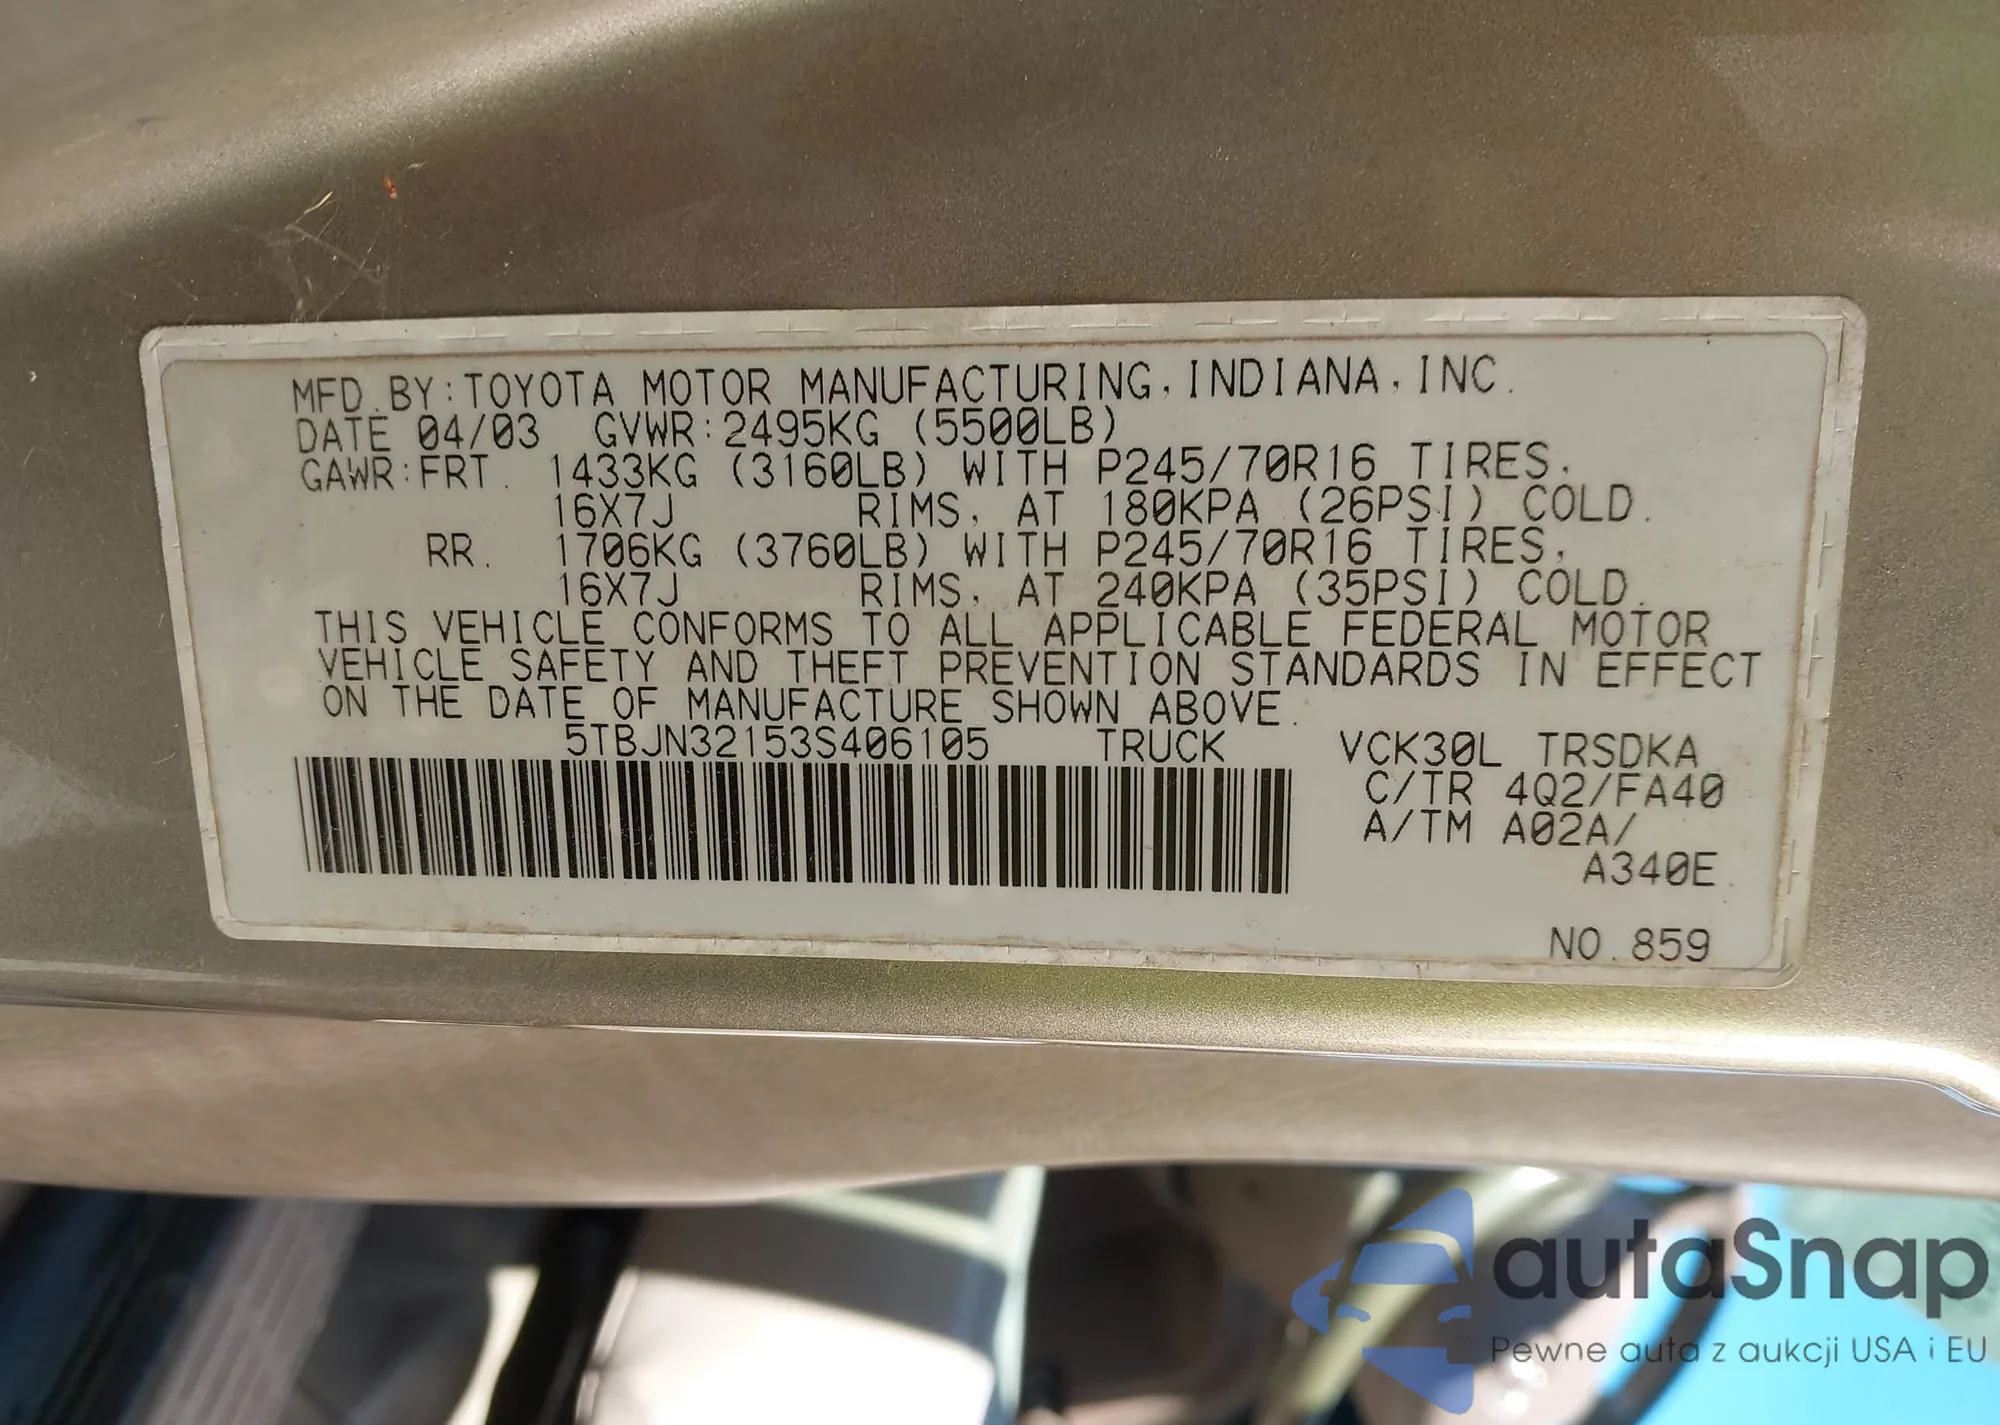 MFD.BY:TOYOTA MOTOR MANUFACTURING, INDIANA, INC.
DATE 04/03 GVWR:2495KG (5500LB)
GAWR:FRT. 1433KG (3160LB) WITH P245/70R16 TIRES,
16X7J RIMS, AT 180KPA (26PSI) COLD.
RR. 1706KG (3760LB) WITH P245/70R16 TIRES,
16X7J RIMS, AT 240KPA (35PSI) COLD.
THIS VEHICLE CONFORMS TO ALL APPLICABLE FEDERAL MOTOR
VEHICLE SAFETY AND THEFT PREVENTION STANDARDS IN EFFECT
ON THE DATE OF MANUFACTURE SHOWN ABOVE.
5TBJN32153S406105 TRUCK VCK30L TRSDKA
C/TR 4Q2/FA40
A/TM A02A/
A340E
NO.859
autaSnap
Pewne auta z aukcji USA i EU